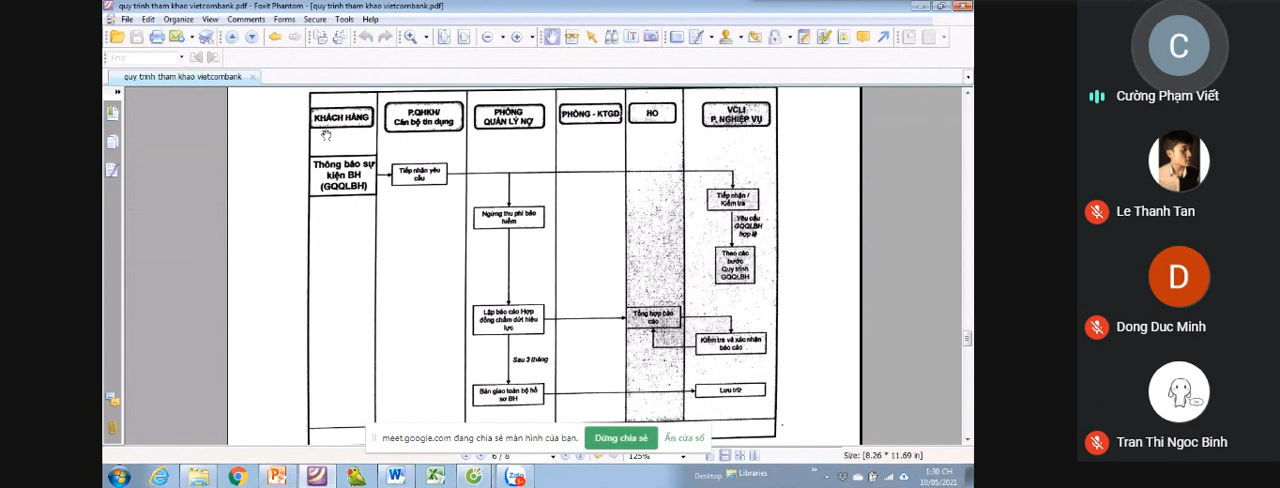 quy trinh tham khao vietcombank.pdf - Foxit Phantom - [quy trinh tham khao vietcombank.pdf]
File Edit Organize View Comments Forms Secure Tools Help
Find
quy trinh tham khao vietcombank
KHÁCH HÀNG
P.QHKH/
Cán bộ tín dụng
PHÒNG
QUẢN LÝ NỢ
PHÒNG - KTGD
HO
VCLI
P. NGHIỆP VỤ
Thông báo sự
kiện BH
(GQQLBH)
Tiếp nhận yêu
cầu
Tiếp nhận /
Kiểm tra
Ngừng thu phí bảo
hiểm
Yêu cầu
GQQLBH
hợp lệ
Theo các
bước
Quy trình
GQQLBH
Lập báo cáo Hợp
đồng chấm dứt hiệu
lực
Tổng hợp báo
cáo
Kiểm tra và xác nhận
báo cáo
Sau 3 tháng
Bàn giao toàn bộ hồ
sơ BH
Lưu trữ
meet.google.com đang chia sẻ màn hình của bạn.
Dừng chia sẻ
Ẩn cửa sổ
6 / 8
125%
Size: [8.26 * 11.69 in]
Desktop
Libraries
1:30 CH
10/05/2021
C
Cường Phạm Viết
Le Thanh Tan
D
Dong Duc Minh
Tran Thi Ngoc Binh